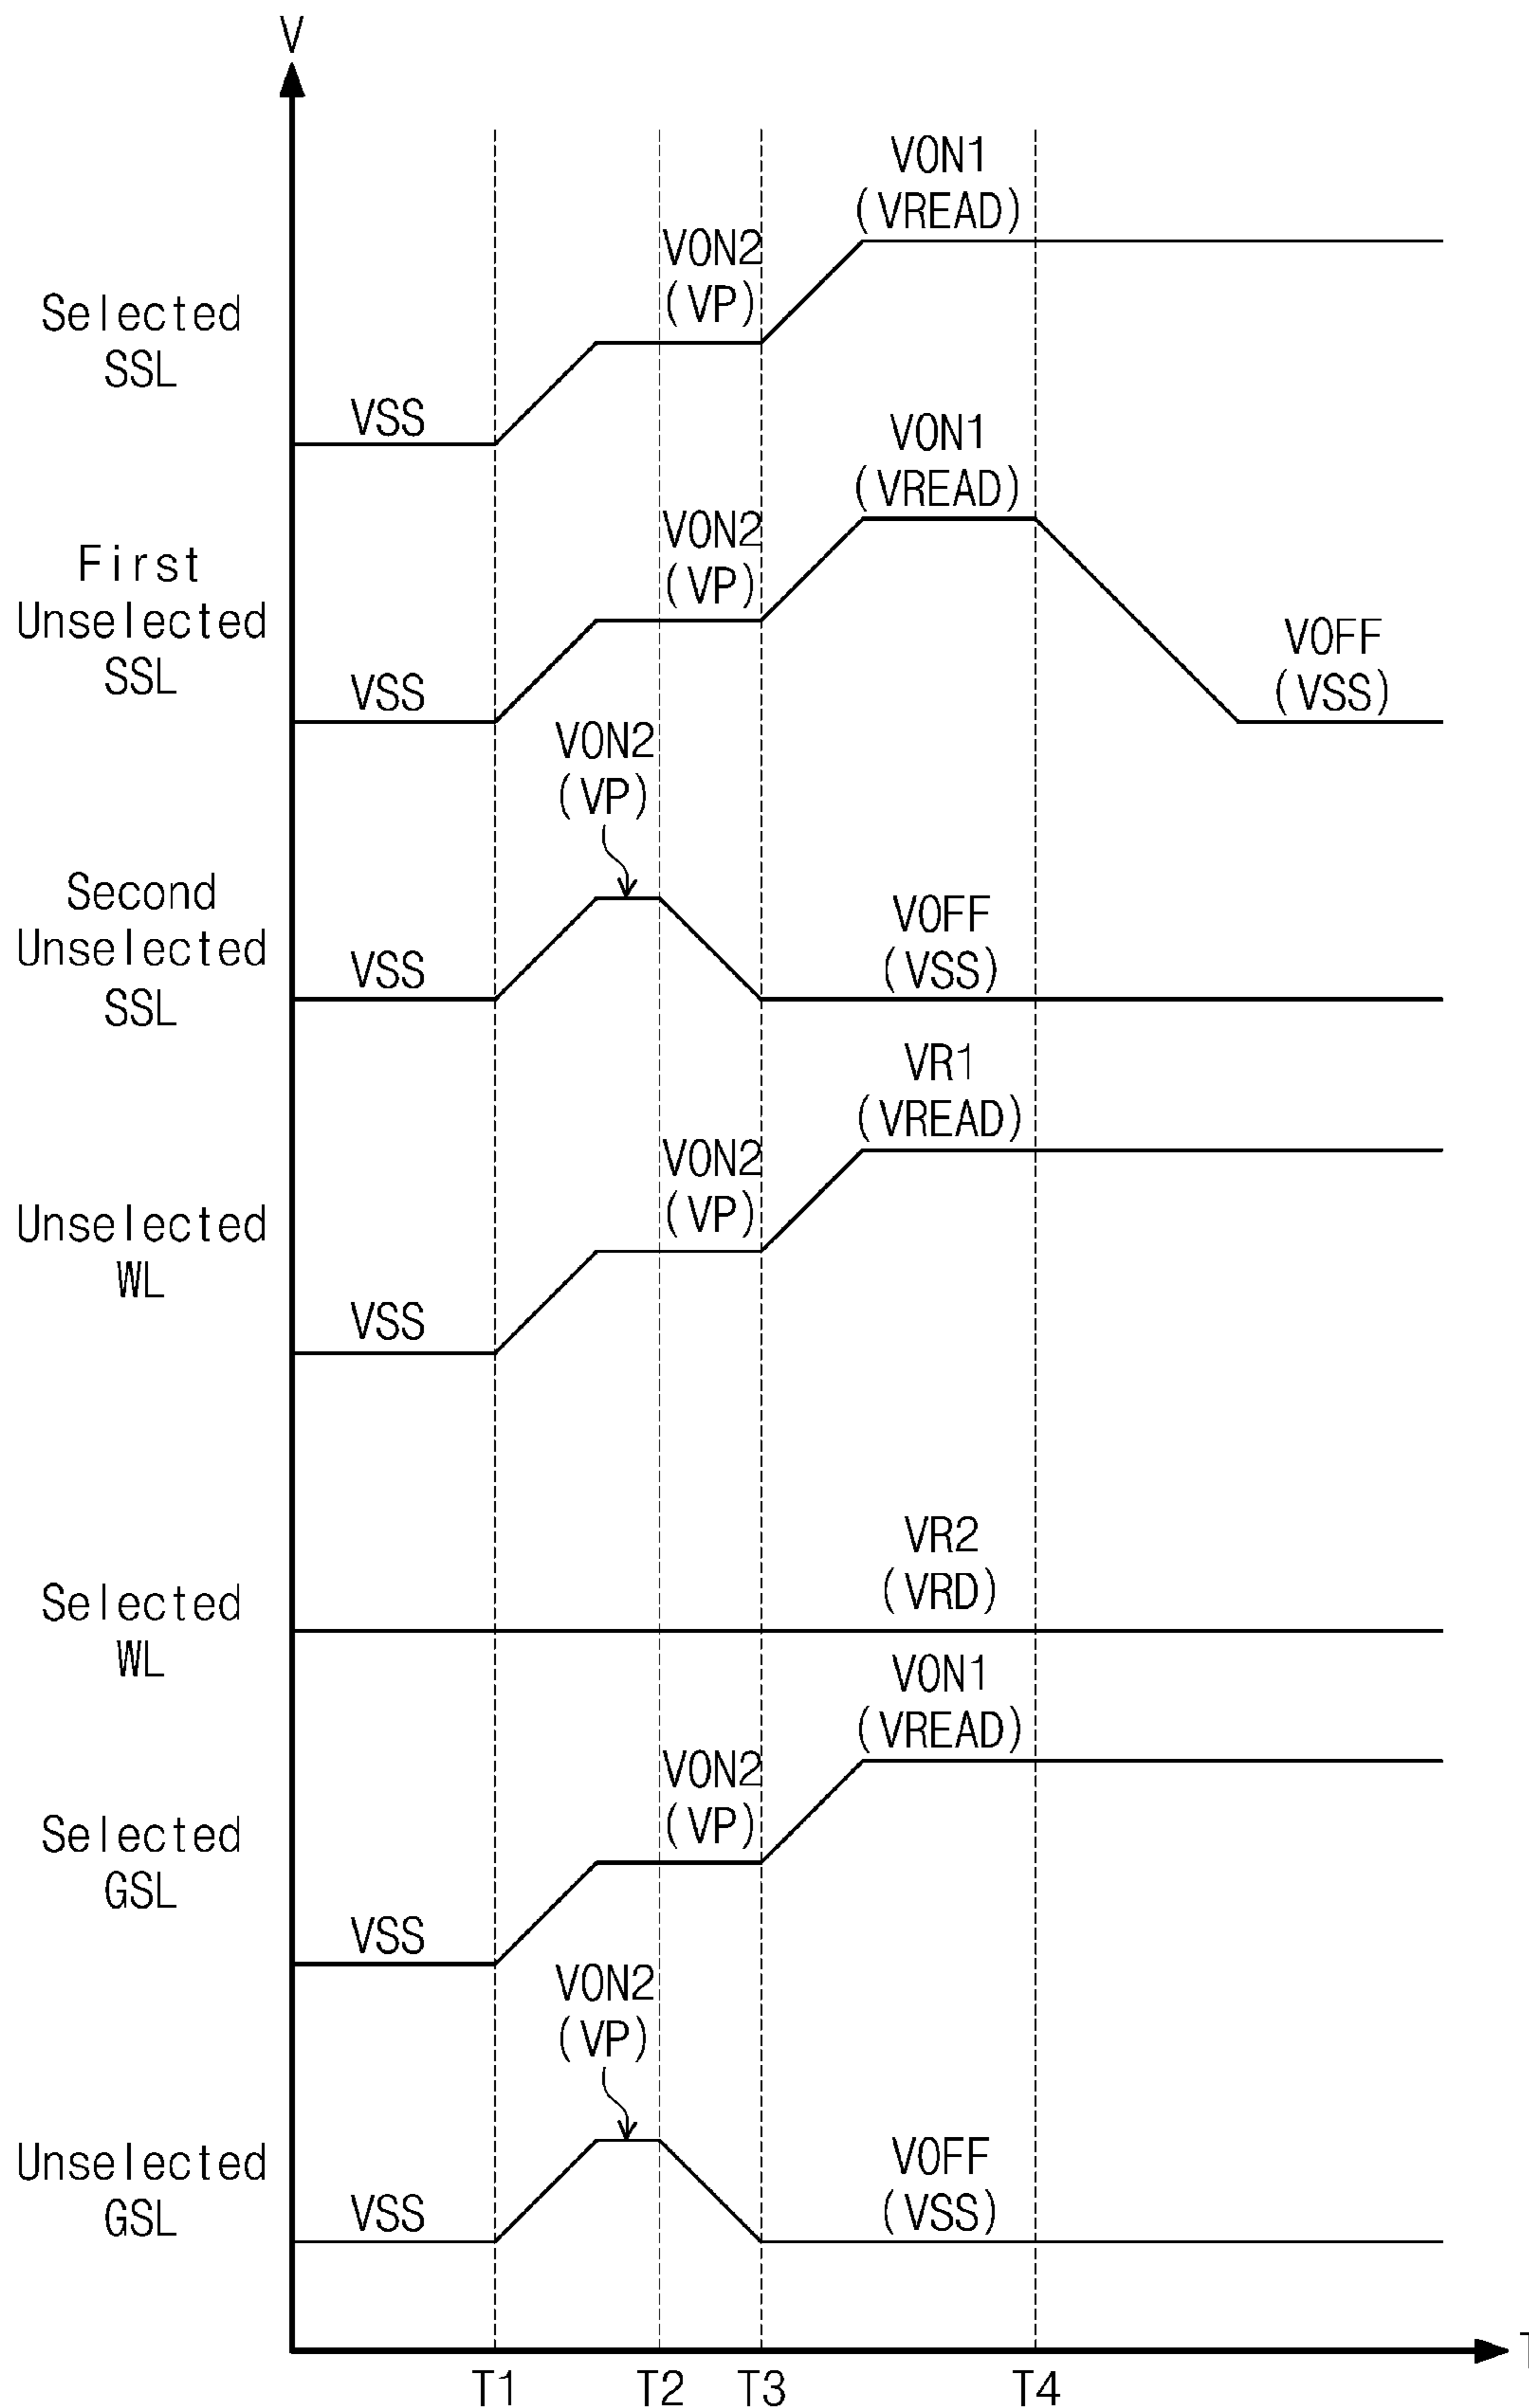 V
VON1
(VREAD)
VON2
(VP)
Selected
SSL
VSS
VON1
(VREAD)
VON2
(VP)
First
Unselected
SSL
VSS
VOFF
(VSS)
VON2
(VP)
Second
Unselected
SSL
VSS
VOFF
(VSS)
VR1
(VREAD)
VON2
(VP)
Unselected
WL
VSS
VR2
(VRD)
Selected
WL
VON1
(VREAD)
VON2
(VP)
Selected
GSL
VSS
VON2
(VP)
Unselected
GSL
VSS
VOFF
(VSS)
T
T1 T2 T3 T4